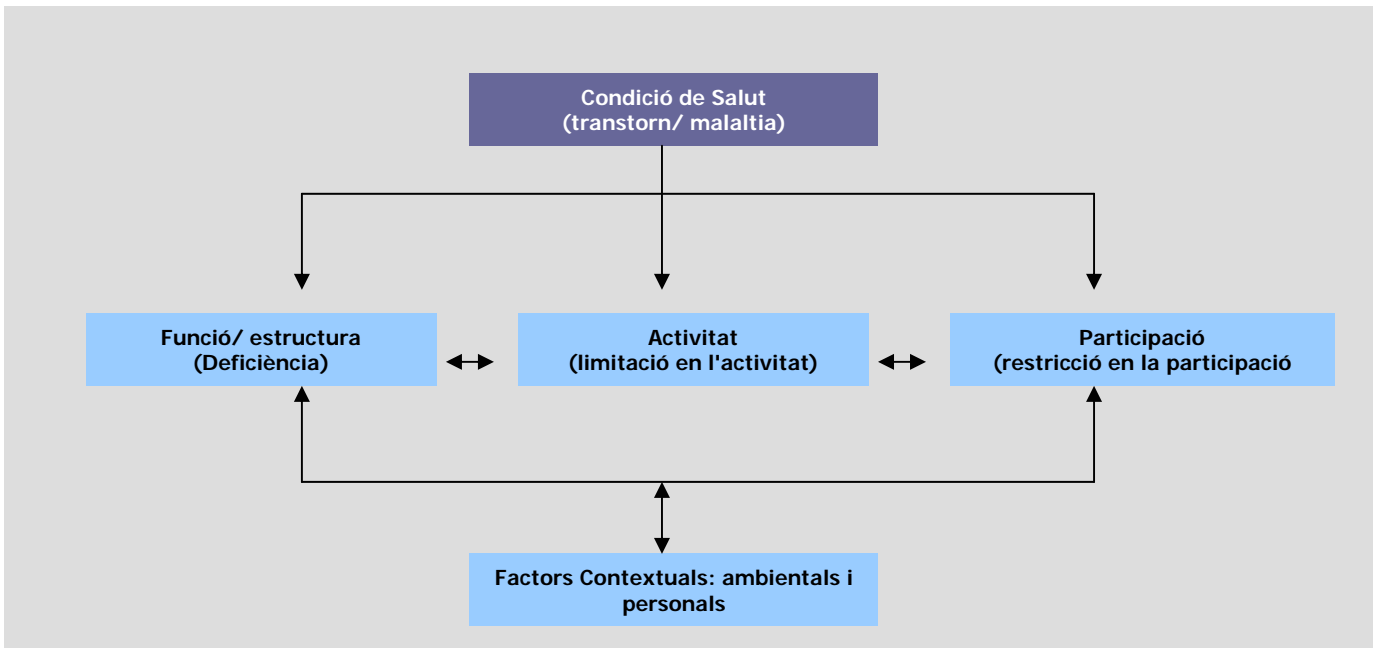 Condició de Salut
(transtorn/ malaltia)
Funció/ estructura
(Deficiència)
Activitat
(limitació en l'activitat)
Participació
(restricció en la participació
Factors Contextuals: ambientals i
personals